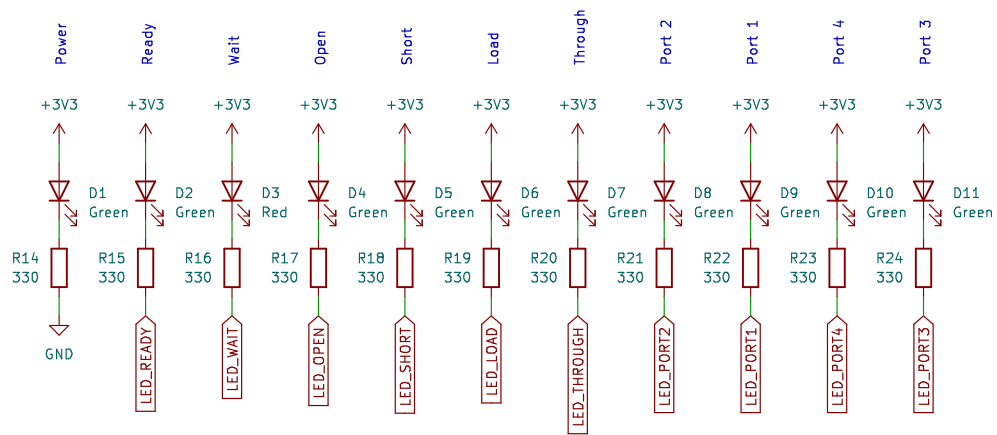 Power
Ready
Wait
Open
Short
Load
Through
Port 2
Port 1
Port 4
Port 3
+3V3
+3V3
+3V3
+3V3
+3V3
+3V3
+3V3
+3V3
+3V3
+3V3
+3V3
D1
Green
D2
Green
D3
Red
D4
Green
D5
Green
D6
Green
D7
Green
D8
Green
D9
Green
D10
Green
D11
Green
R14
330
R15
330
R16
330
R17
330
R18
330
R19
330
R20
330
R21
330
R22
330
R23
330
R24
330
GND
LED_READY
LED_WAIT
LED_OPEN
LED_SHORT
LED_LOAD
LED_THROUGH
LED_PORT2
LED_PORT1
LED_PORT4
LED_PORT3